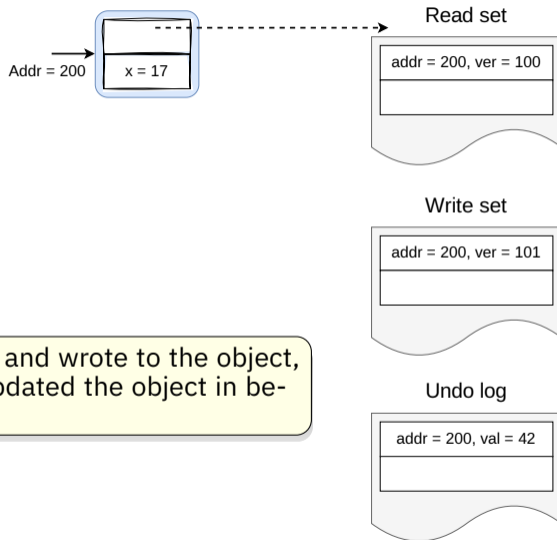 Read set
addr = 200, ver = 100
Addr = 200
x = 17
Write set
addr = 200, ver = 101
and wrote to the object,
the object in be-
Undo log
addr = 200, val = 42